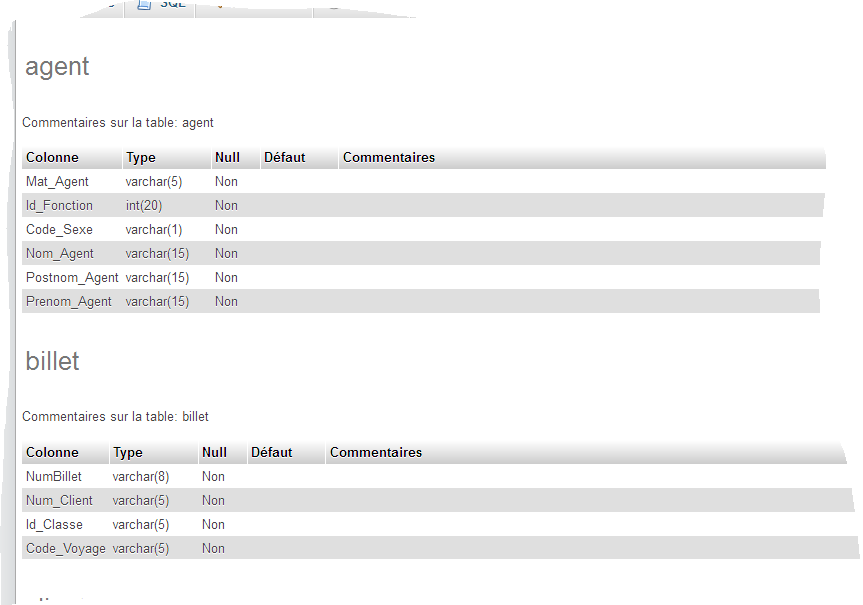 SQL
agent
Commentaires sur la table: agent
Colonne Type Null Défaut Commentaires
Mat_Agent varchar(5) Non
Id_Fonction int(20) Non
Code_Sexe varchar(1) Non
Nom_Agent varchar(15) Non
Postnom_Agent varchar(15) Non
Prenom_Agent varchar(15) Non
billet
Commentaires sur la table: billet
Colonne Type Null Défaut Commentaires
NumBillet varchar(8) Non
Num_Client varchar(5) Non
Id_Classe varchar(5) Non
Code_Voyage varchar(5) Non